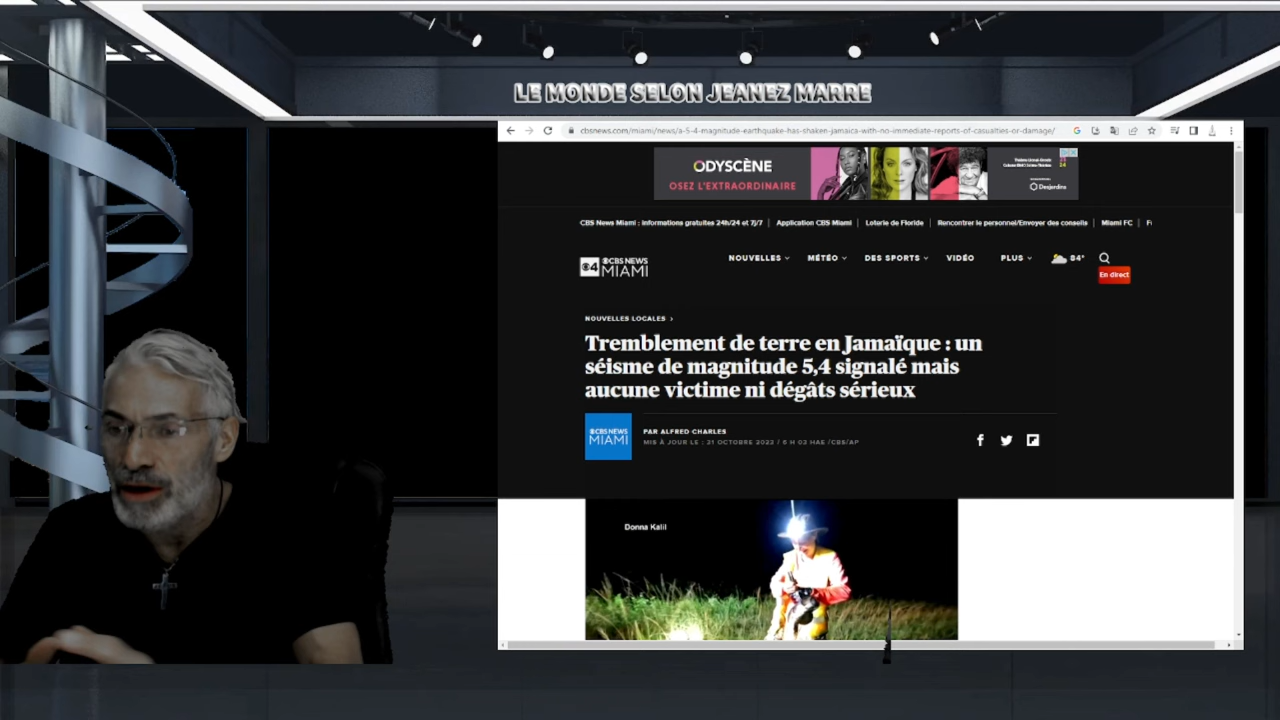 LE MONDE SELON JEANEZ MARRE
cbsnews.com/miami/news/a-5-4-magnitude-earthquake-has-shaken-jamaica-with-no-immediate-reports-of-casualties-or-damage/
ODYSCÈNE
OSEZ L'EXTRAORDINAIRE
Desjardins
CBS News Miami : informations gratuites 24h/24 et 7j/7 | Application CBS Miami | Loterie de Floride | Rencontrer le personnel/Envoyer des conseils | Miami FC |
NOUVELLES MÉTÉO DES SPORTS VIDÉO PLUS 84°
4 CBS NEWS
MIAMI
En direct
NOUVELLES LOCALES ›
Tremblement de terre en Jamaïque : un
séisme de magnitude 5,4 signalé mais
aucune victime ni dégâts sérieux
CBS NEWS
MIAMI
PAR ALFRED CHARLES
MIS À JOUR LE : 31 OCTOBRE 2023 / 6 H 03 HAE /CBS/AP
Donna Kalil